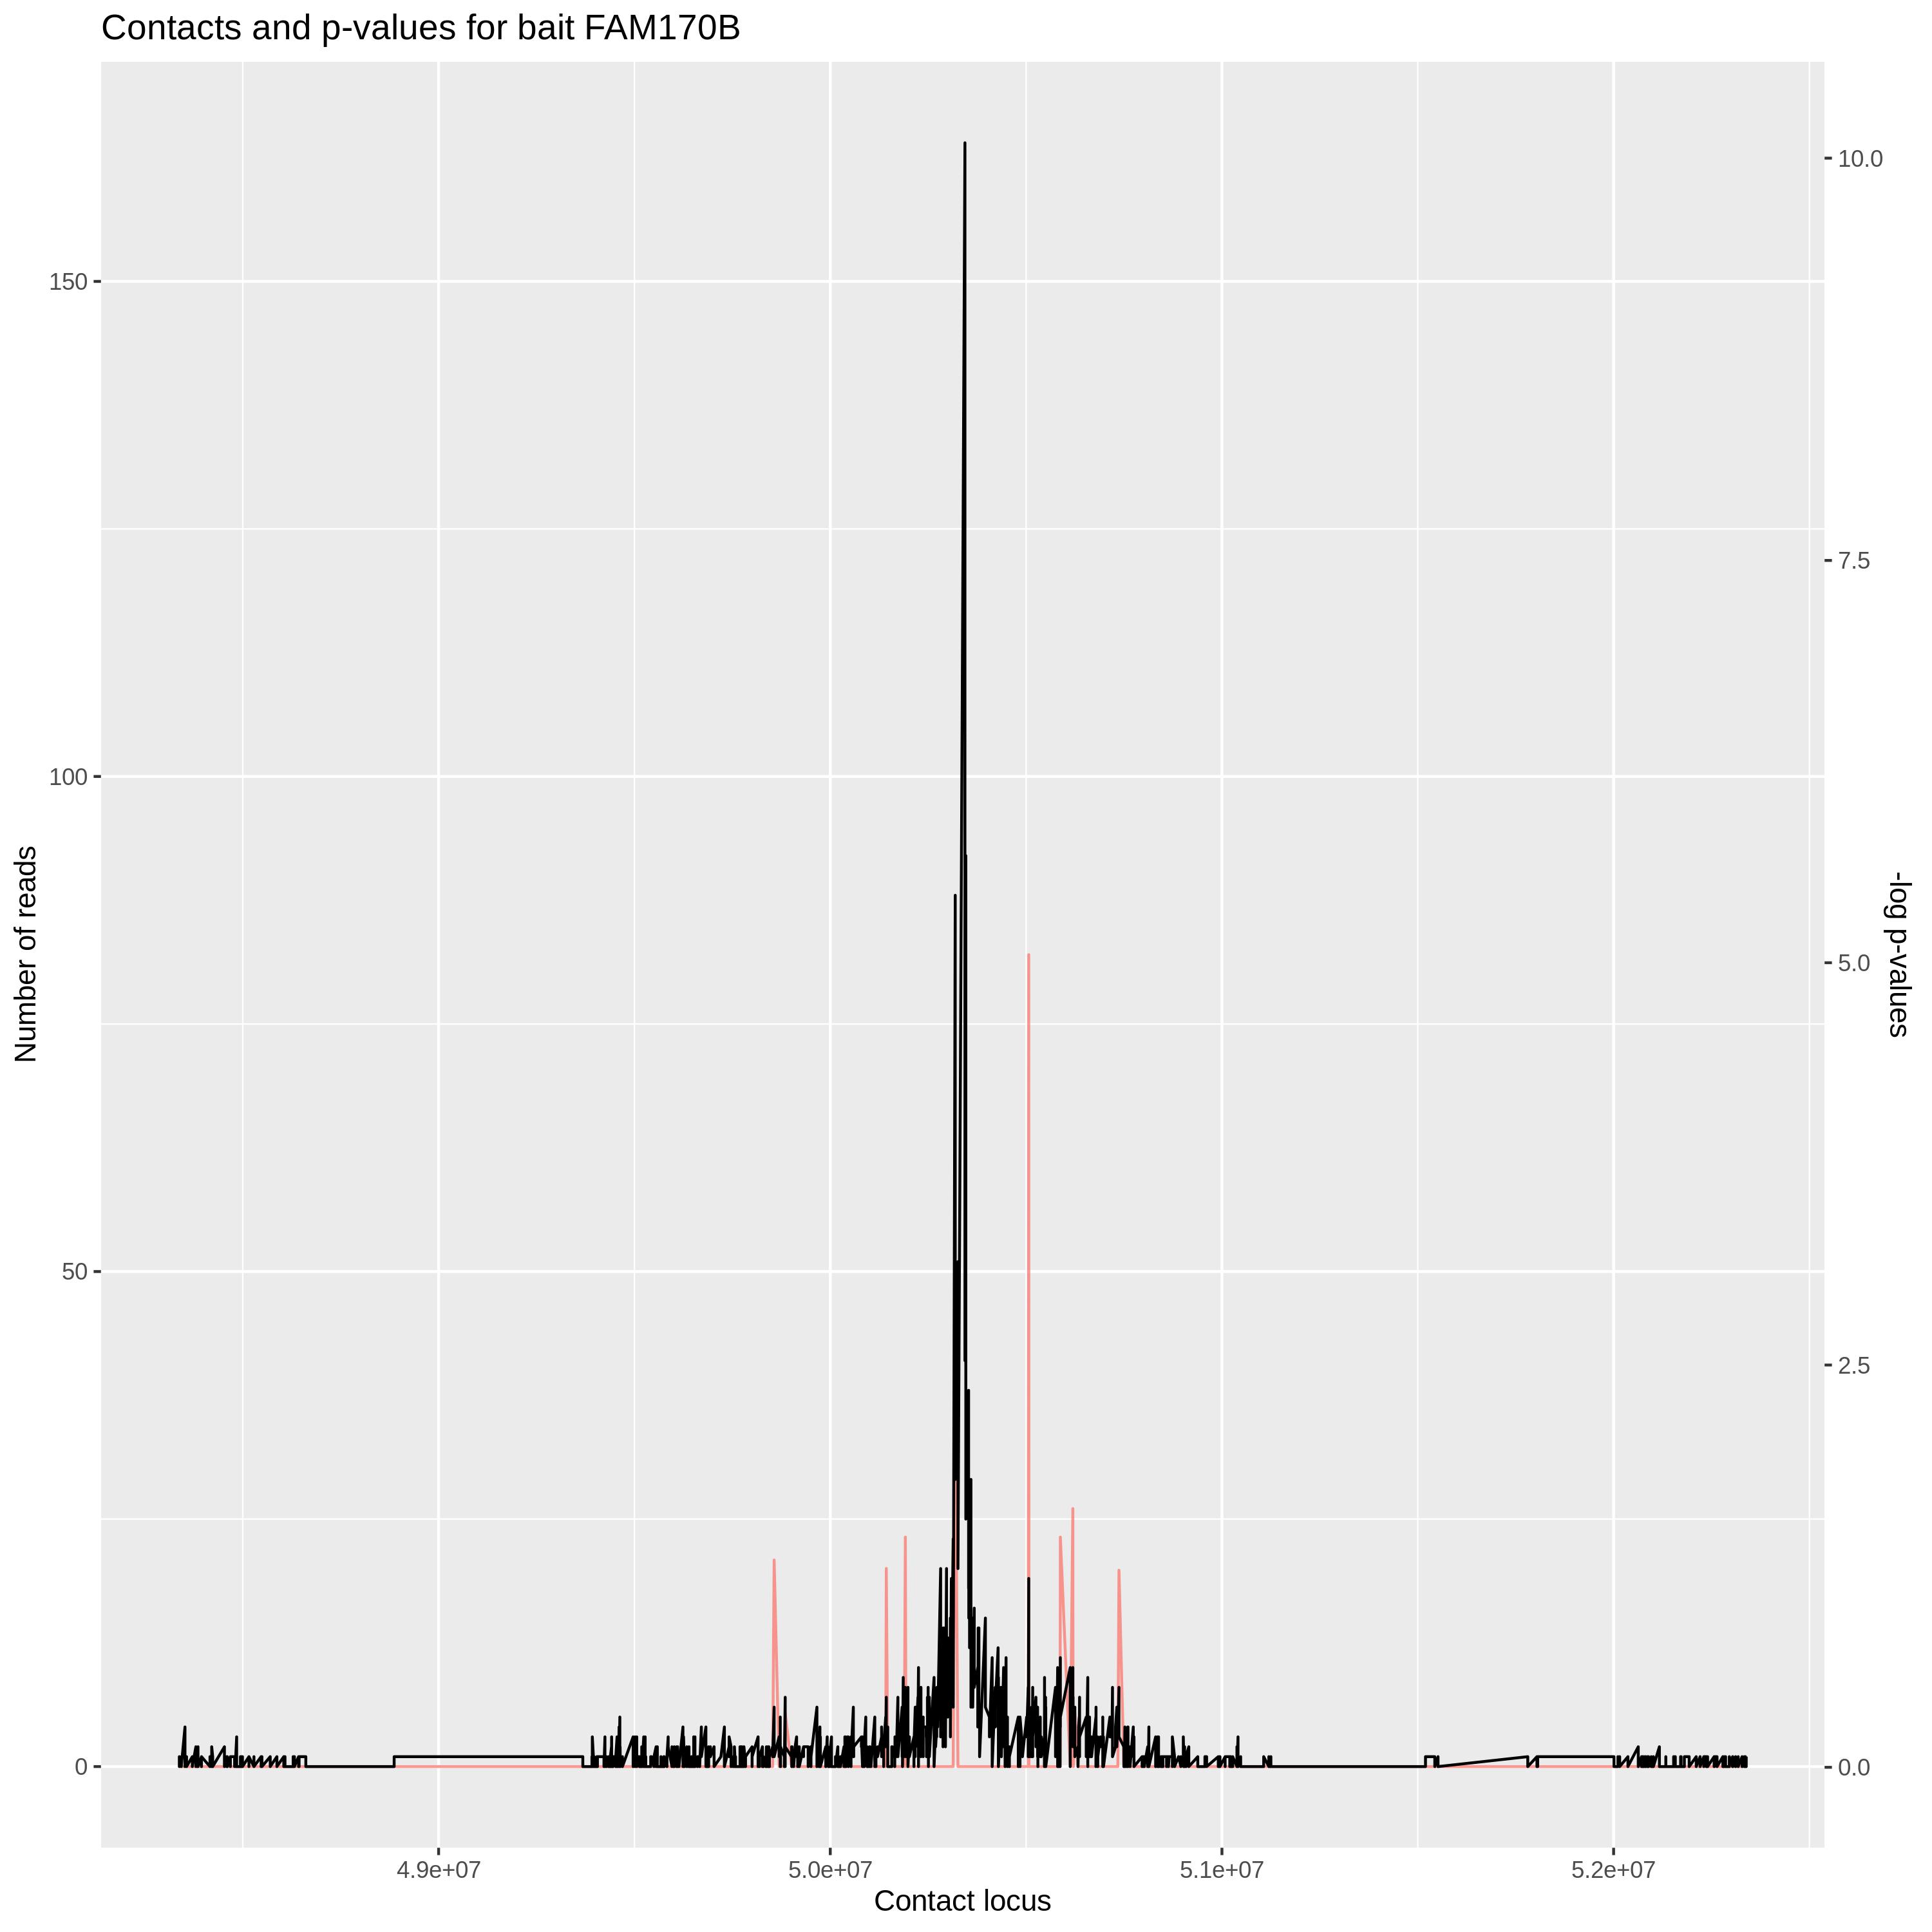 Contacts and p-values for bait FAM170B
150
100
50
0
Number of reads
10.0
7.5
5.0
2.5
0.0
-log p-values
4.9e+07
5.0e+07
5.1e+07
5.2e+07
Contact locus